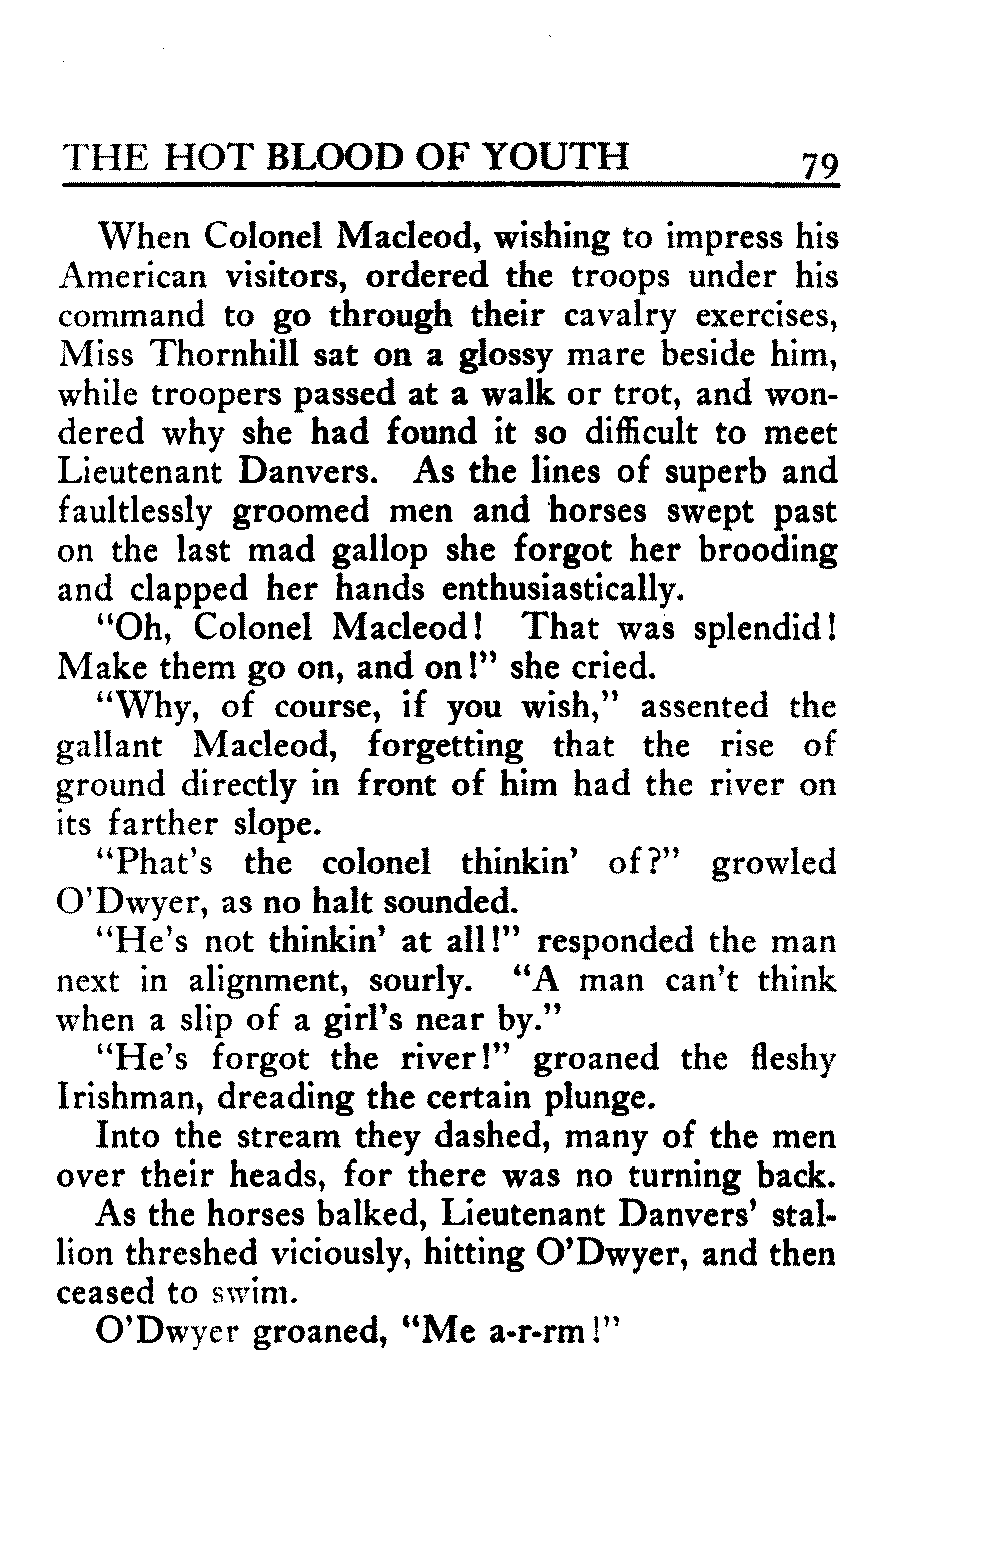 THE HOT BLOOD OF YOUTH 79
When Colonel Macleod, wishing to impress his
American visitors, ordered the troops under his
command to go through their cavalry exercises,
Miss Thornhill sat on a glossy mare beside him,
while troopers passed at a walk or trot, and won-
dered why she had found it so difficult to meet
Lieutenant Danvers. As the lines of superb and
faultlessly groomed men and horses swept past
on the last mad gallop she forgot her brooding
and clapped her hands enthusiastically.
"Oh, Colonel Macleod! That was splendid!
Make them go on, and on!" she cried.
"Why, of course, if you wish," assented the
gallant Macleod, forgetting that the rise of
ground directly in front of him had the river on
its farther slope.
"Phat's the colonel thinkin' of?" growled
O'Dwyer, as no halt sounded.
"He's not thinkin' at all!" responded the man
next in alignment, sourly. "A man can't think
when a slip of a girl's near by."
"He's forgot the river!" groaned the fleshy
Irishman, dreading the certain plunge.
Into the stream they dashed, many of the men
over their heads, for there was no turning back.
As the horses balked, Lieutenant Danvers' stal-
lion threshed viciously, hitting O'Dwyer, and then
ceased to swim.
O'Dwyer groaned, "Me a-r-rm!"